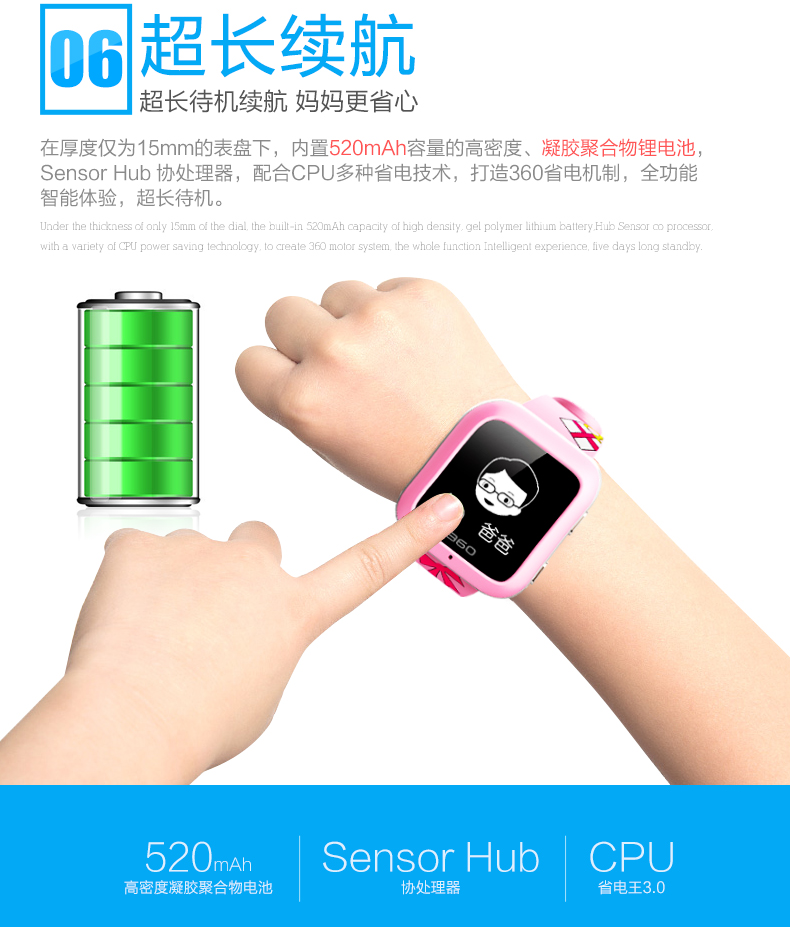 06
超长续航
超长待机续航 妈妈更省心
在厚度仅为15mm的表盘下，内置520mAh容量的高密度、凝胶聚合物锂电池，
Sensor Hub 协处理器，配合CPU多种省电技术，打造360省电机制，全功能
智能体验，超长待机。
Under the thickness of only 15mm of the dial, the built-in 520mAh capacity of high density, gel polymer lithium battery,Hub Sensor co processor,
with a variety of CPU power saving technology, to create 360 motor system, the whole function Intelligent experience, five days long standby.
爸爸
360
520mAh
高密度凝胶聚合物电池
Sensor Hub
协处理器
CPU
省电王3.0